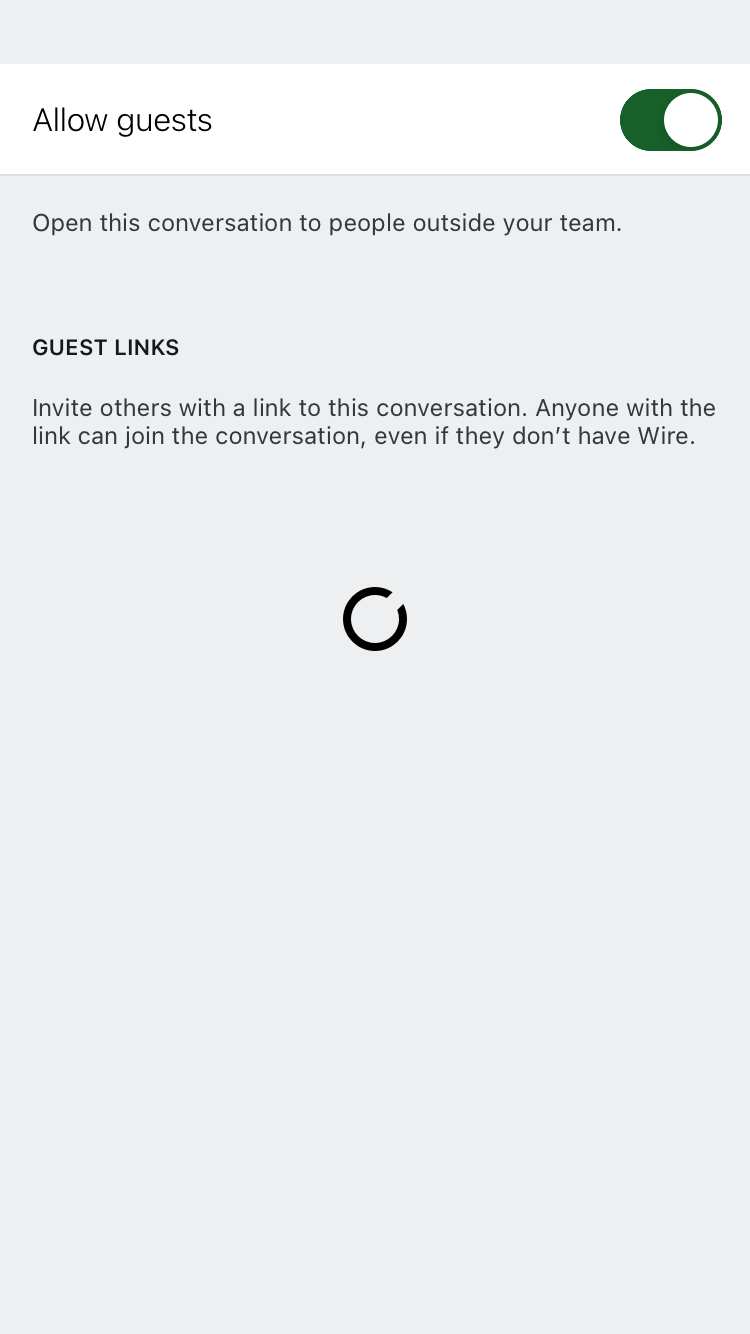 Allow guests
Open this conversation to people outside your team.
GUEST LINKS
Invite others with a link to this conversation. Anyone with the
link can join the conversation, even if they don’t have Wire.